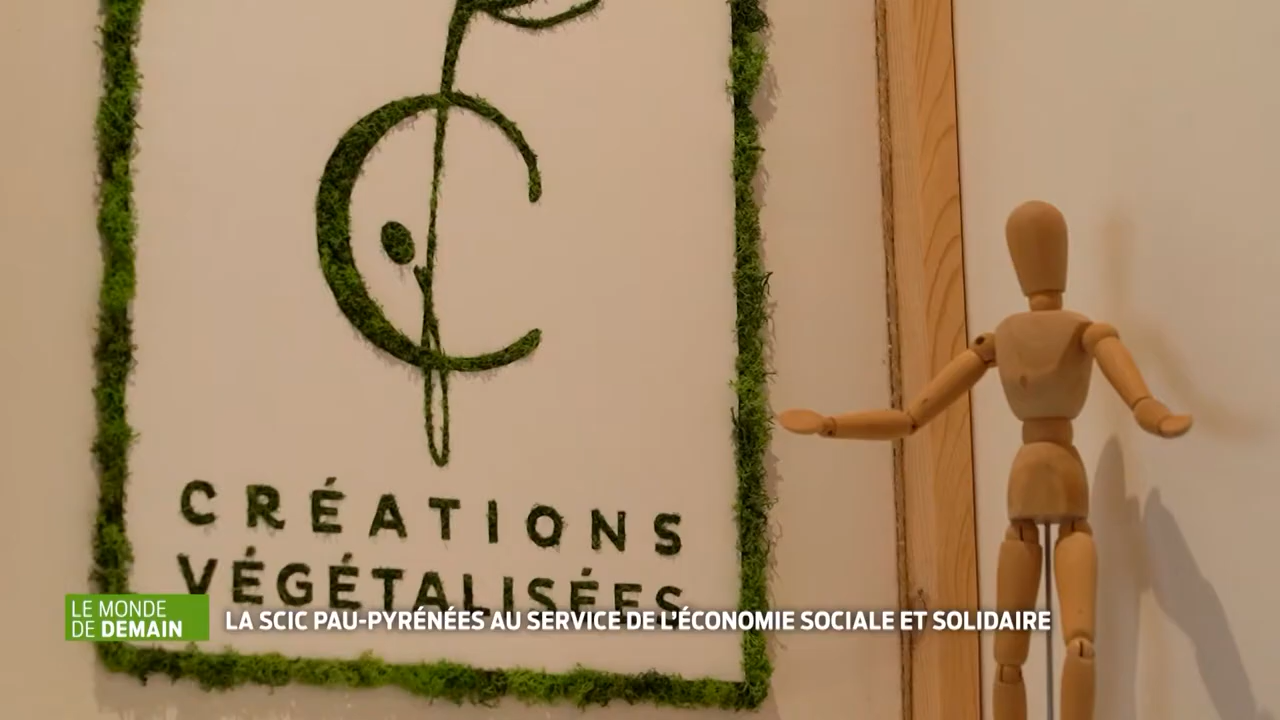 C
CRÉATIONS
VÉGÉTALISÉES
LE MONDE
DE DEMAIN
LA SCIC PAU-PYRÉNÉES AU SERVICE DE L'ÉCONOMIE SOCIALE ET SOLIDAIRE